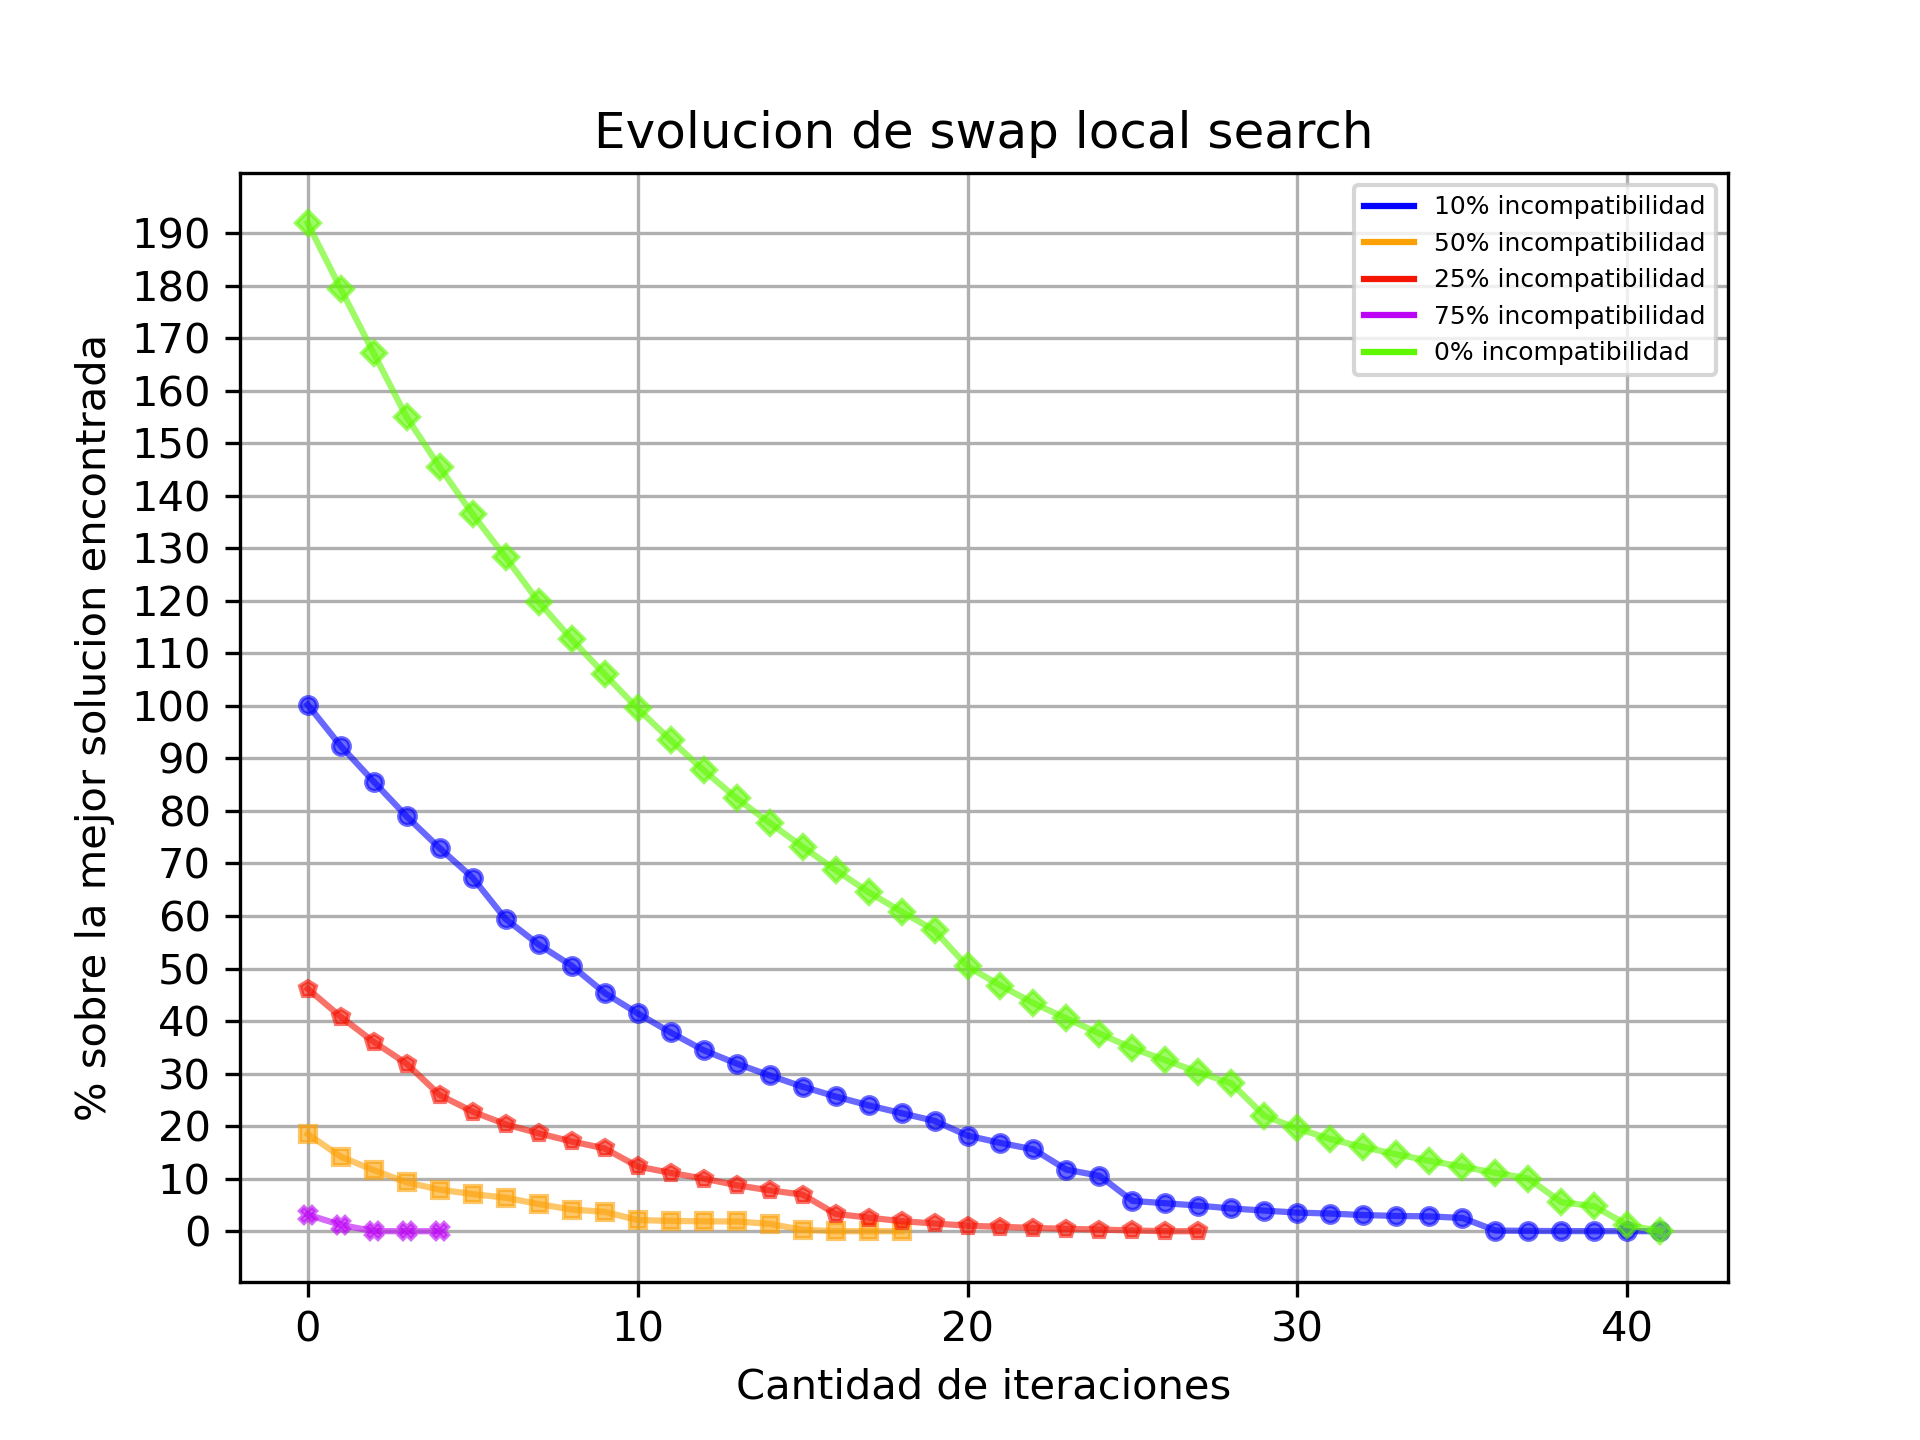 Evolucion de swap local search
% sobre la mejor solucion encontrada
190
180
170
160
150
140
130
120
110
100
90
80
70
60
50
40
30
20
10
0
10% incompatibilidad
50% incompatibilidad
25% incompatibilidad
75% incompatibilidad
0% incompatibilidad
0 10 20 30 40
Cantidad de iteraciones